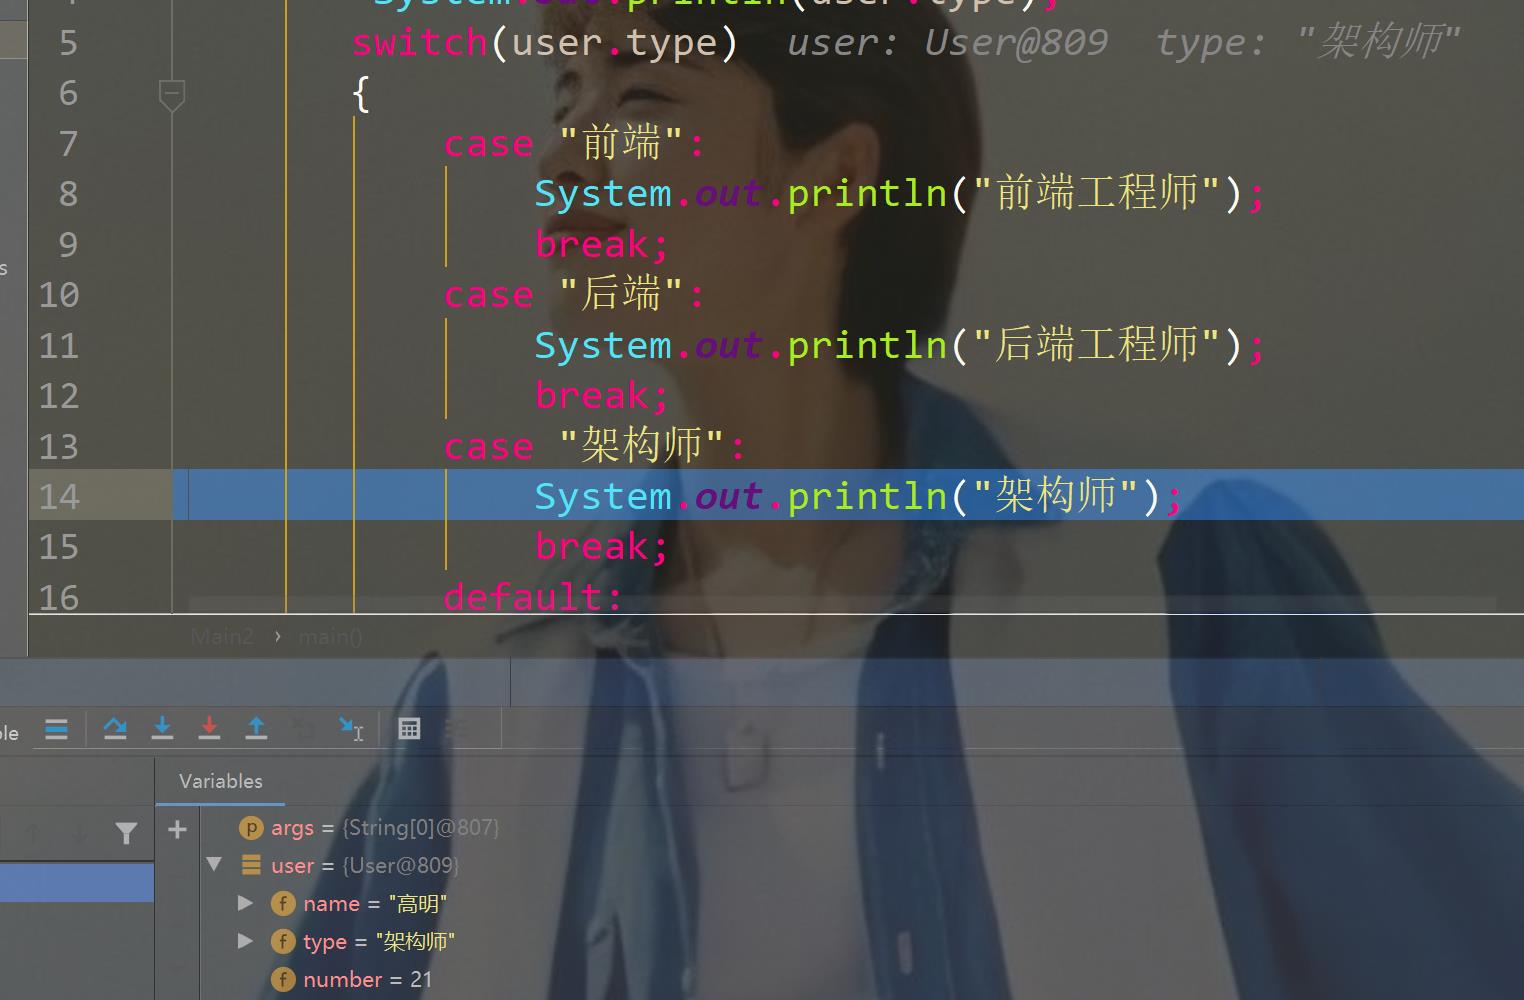 4 System.out.println(user.type);
5 switch(user.type) user: User@809 type: "架构师"
6 {
7 case "前端":
8 System.out.println("前端工程师");
9 break;
10 case "后端":
11 System.out.println("后端工程师");
12 break;
13 case "架构师":
14 System.out.println("架构师");
15 break;
16 default:
Main2 › main()
Variables
args = {String[0]@807}
user = {User@809}
name = "高明"
type = "架构师"
number = 21